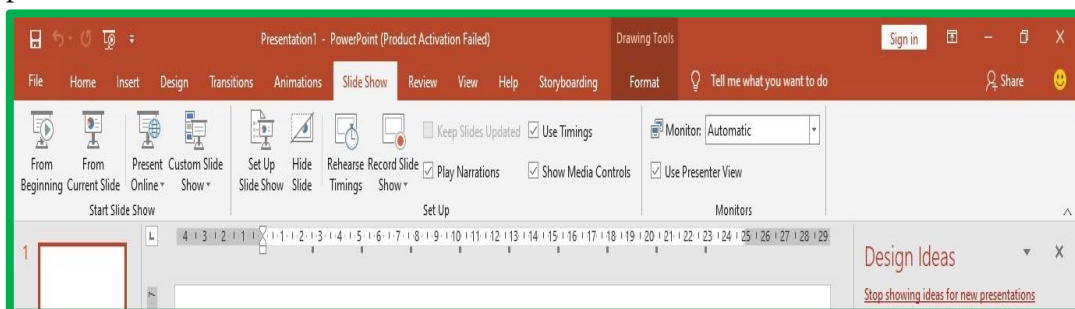 Presentation1 - PowerPoint (Product Activation Failed)
Drawing Tools
Sign in
File Home Insert Design Transitions Animations Slide Show Review View Help Storyboarding Format Tell me what you want to do Share
From Beginning
From Current Slide
Present Online
Custom Slide Show
Start Slide Show
Set Up Slide Show
Hide Slide
Rehearse Timings
Record Slide Show
Keep Slides Updated
Play Narrations
Use Timings
Show Media Controls
Set Up
Monitor: Automatic
Use Presenter View
Monitors
1
L 4 3 2 1 1 2 3 4 5 6 7 8 9 10 11 12 13 14 15 16 17 18 19 20 21 22 23 24 25 26 27 28 29
Design Ideas
Stop showing ideas for new presentations